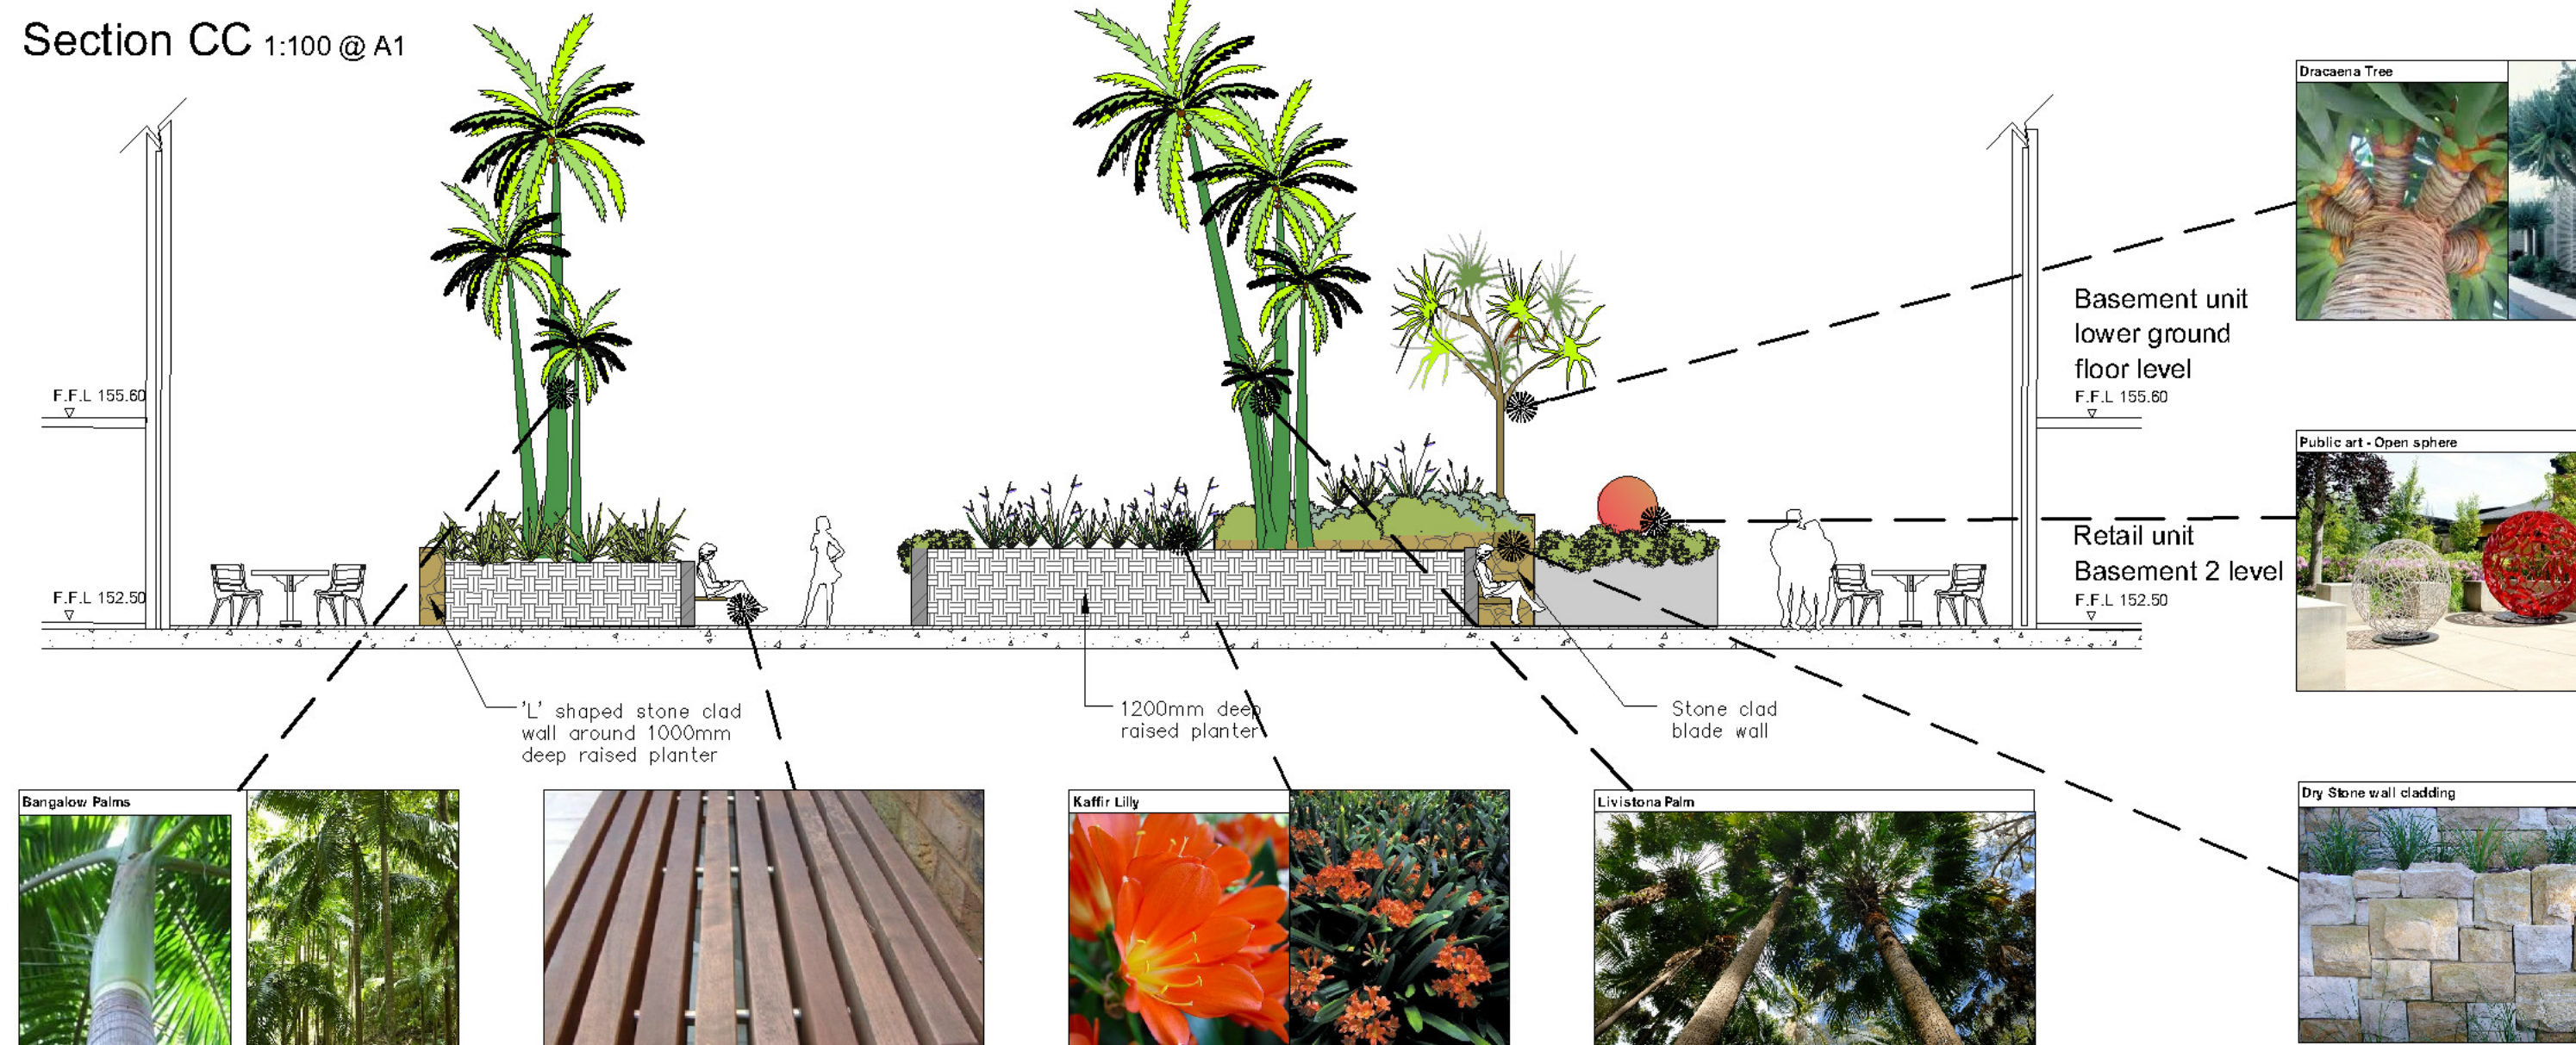 Section CC 1:100 @ A1
Dracaena Tree
Basement unit
lower ground
floor level
F.F.L 155.60
F.F.L 155.60
Public art - Open sphere
Retail unit
Basement 2 level
F.F.L 152.50
F.F.L 152.50
'L' shaped stone clad
wall around 1000mm
deep raised planter
1200mm deep
raised planter
Stone clad
blade wall
Bangalow Palms
Kaffir Lilly
Livistona Palm
Dry Stone wall cladding